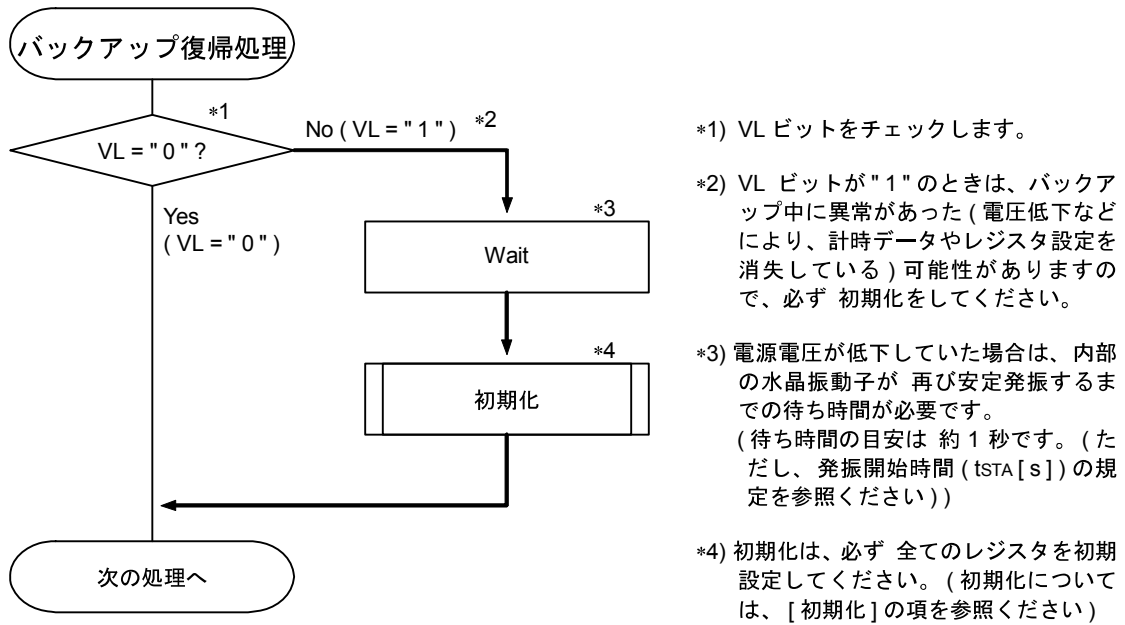 バックアップ復帰処理
*1
VL = " 0 " ?
No ( VL = " 1 " ) *2
Yes
( VL = " 0 " )
*3
Wait
*4
初期化
次の処理へ
*1) VL ビットをチェックします。
*2) VL ビットが " 1 " のときは、バックア
ップ中に異常があった ( 電圧低下など
により、計時データやレジスタ設定を
消失している ) 可能性がありますの
で、必ず 初期化をしてください。
*3) 電源電圧が低下していた場合は、内部
の水晶振動子が 再び安定発振するま
での待ち時間が必要です。
( 待ち時間の目安は 約 1 秒です。 ( た
だし、発振開始時間 ( tSTA [ s ] ) の規
定を参照ください ) )
*4) 初期化は、必ず 全てのレジスタを初期
設定してください。 ( 初期化について
は、 [ 初期化 ] の項を参照ください )